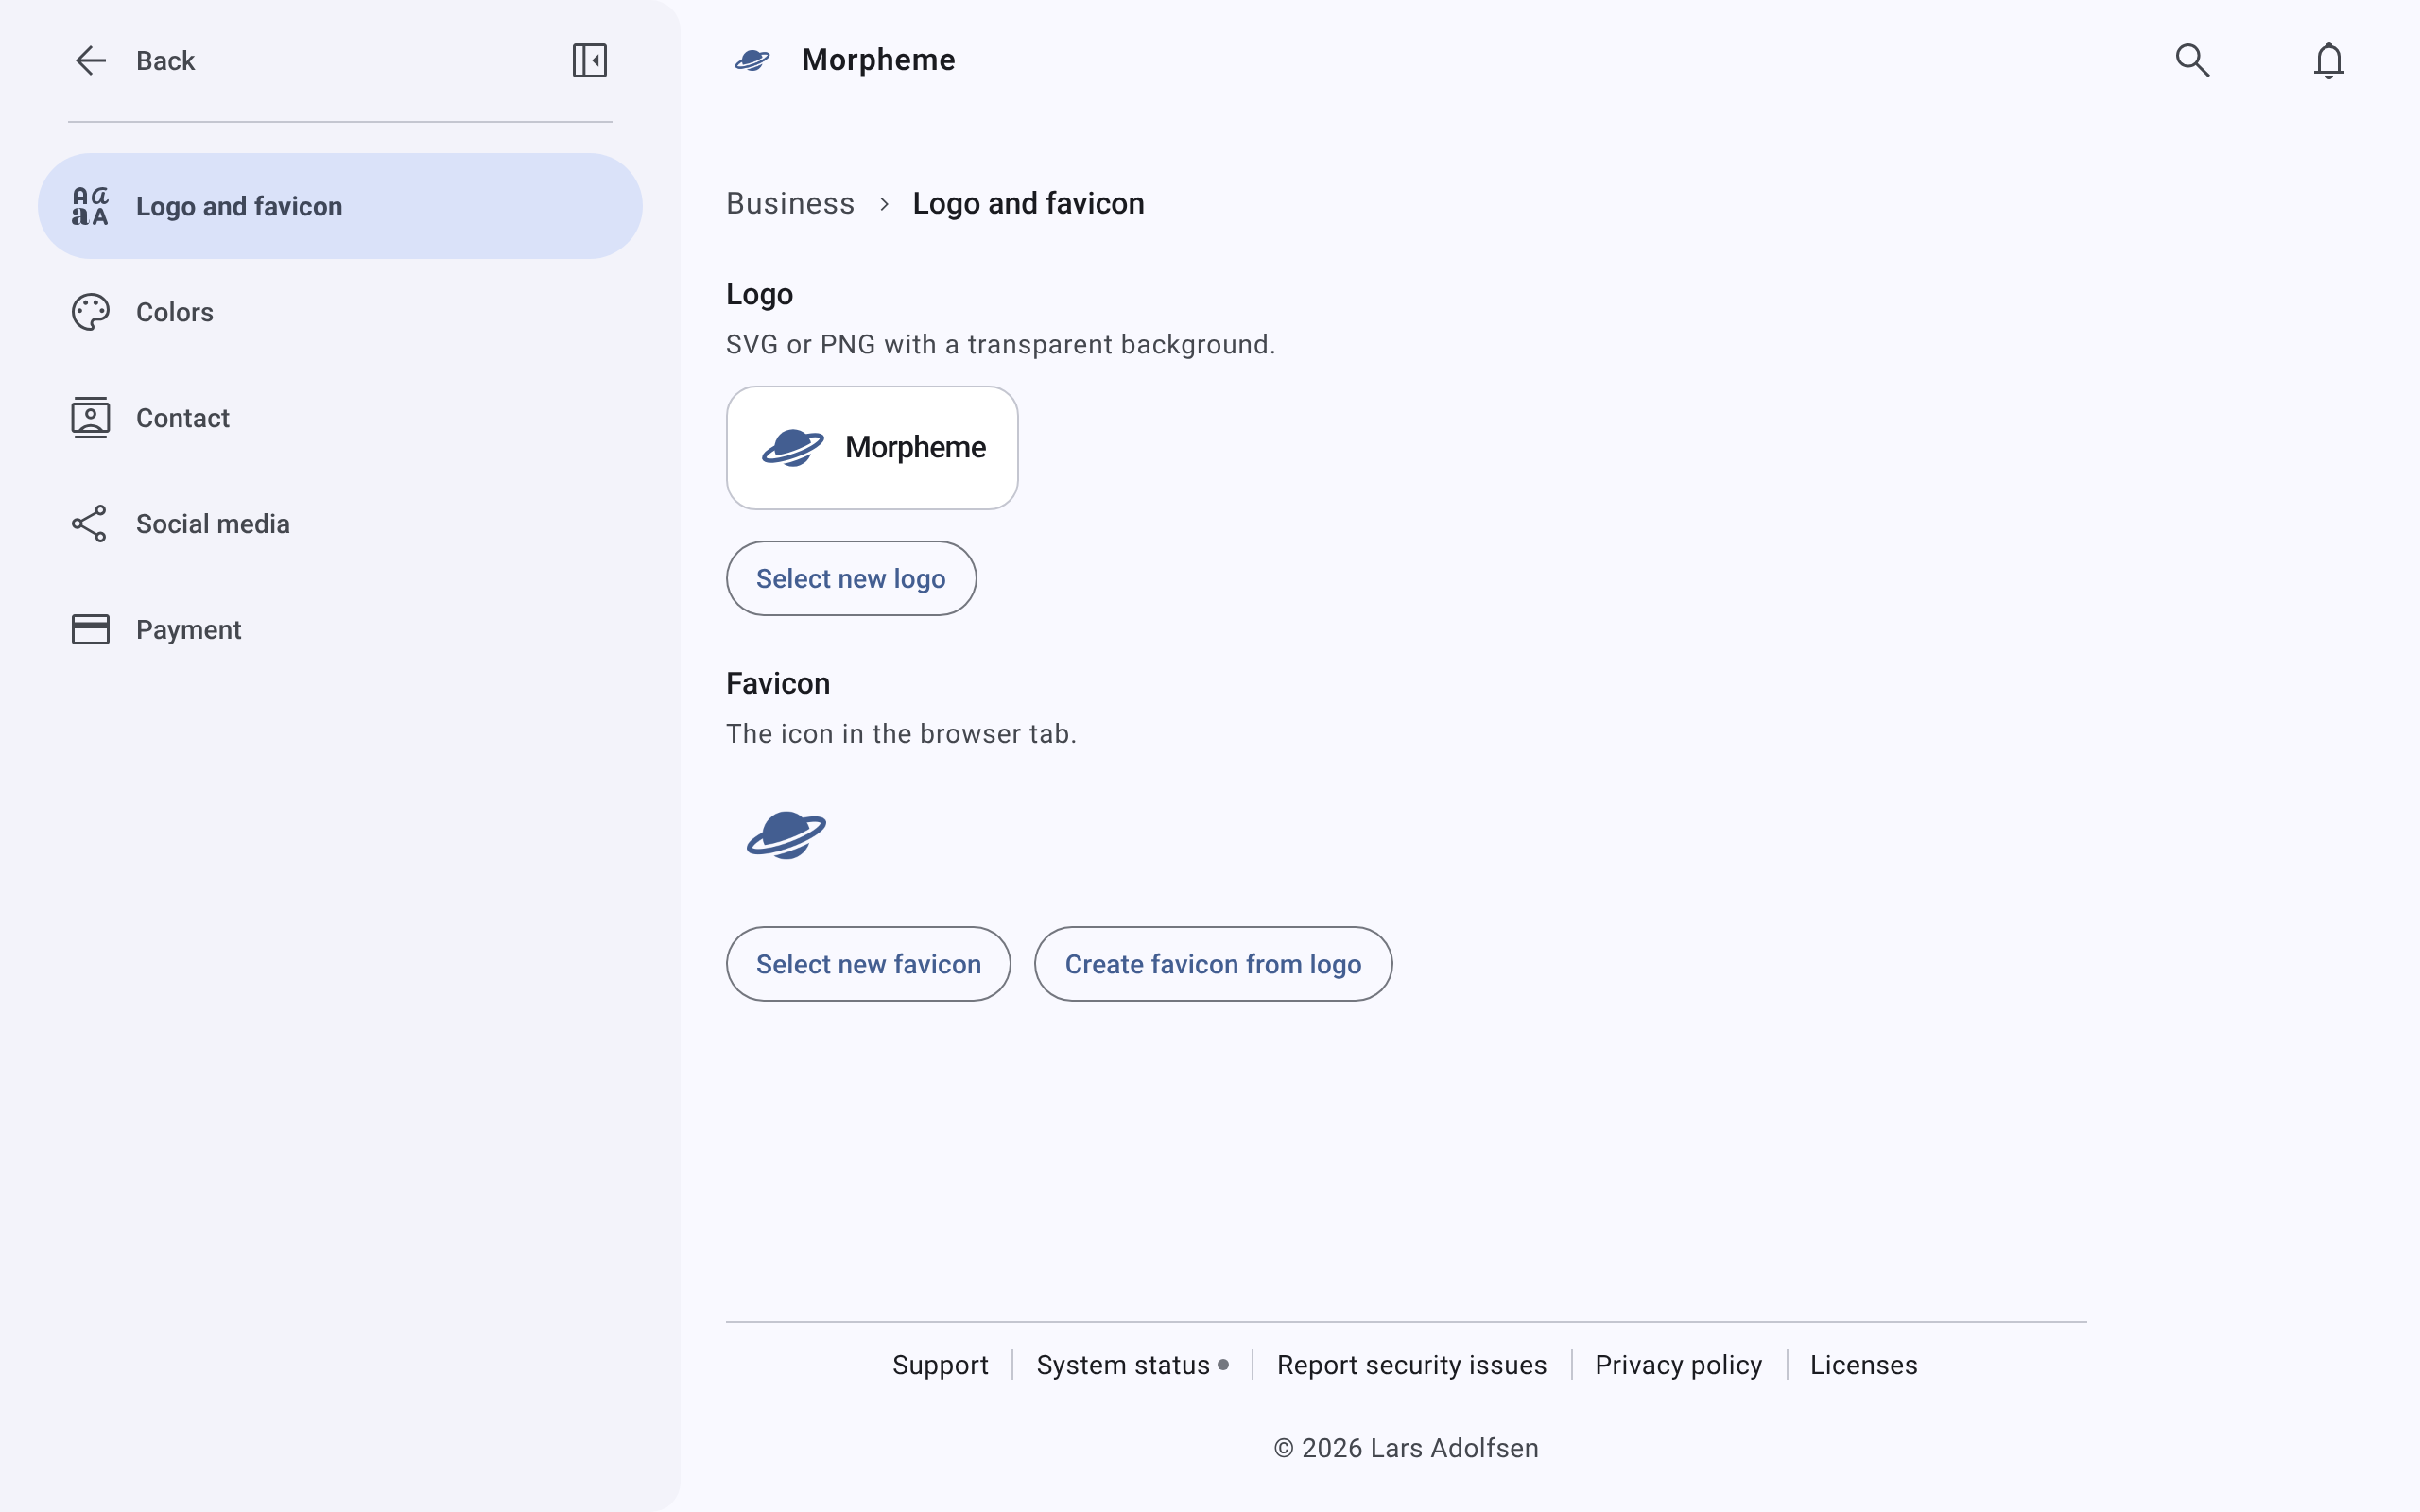 Back
Morpheme
Logo and favicon
Colors
Contact
Social media
Payment
Business > Logo and favicon
Logo
SVG or PNG with a transparent background.
Morpheme
Select new logo
Favicon
The icon in the browser tab.
Select new favicon
Create favicon from logo
Support
System status
Report security issues
Privacy policy
Licenses
© 2026 Lars Adolfsen